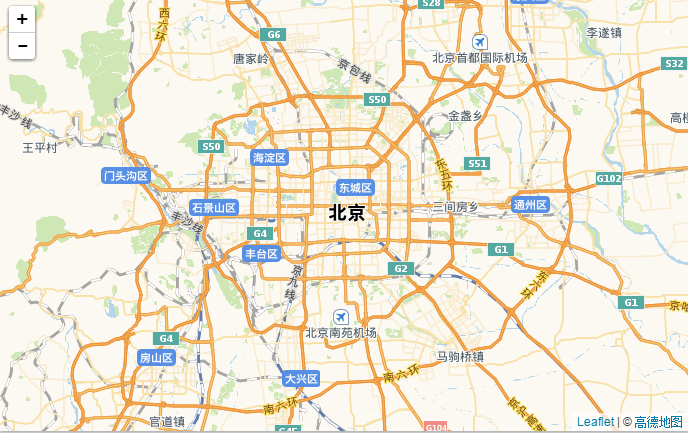 +
−
西六环
G6
S28
李遂镇
唐家岭
京包线
北京首都国际机场
S32
丰沙线
S50
金盏乡
王平村
S50
海淀区
东五环
S51
门头沟区
G102
东城区
石景山区
北京
三间房乡
通州区
丰沙线
G4
丰台区
G1
G2
京九线
东六环
G1
北京南苑机场
G4
房山区
马驹桥镇
大兴区
南六环
南六环
官道镇
G45
G104
Leaflet | © 高德地图